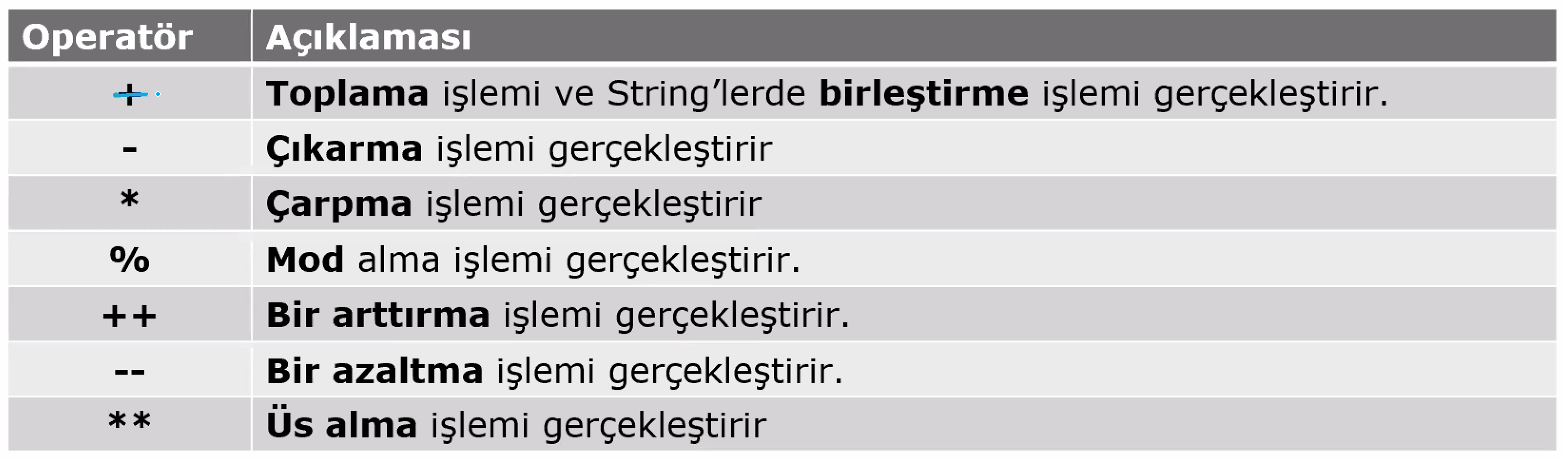 Operatör Açıklaması
+ Toplama işlemi ve String’lerde birleştirme işlemi gerçekleştirir.
- Çıkarma işlemi gerçekleştirir
* Çarpma işlemi gerçekleştirir
% Mod alma işlemi gerçekleştirir.
++ Bir arttırma işlemi gerçekleştirir.
-- Bir azaltma işlemi gerçekleştirir.
** Üs alma işlemi gerçekleştirir